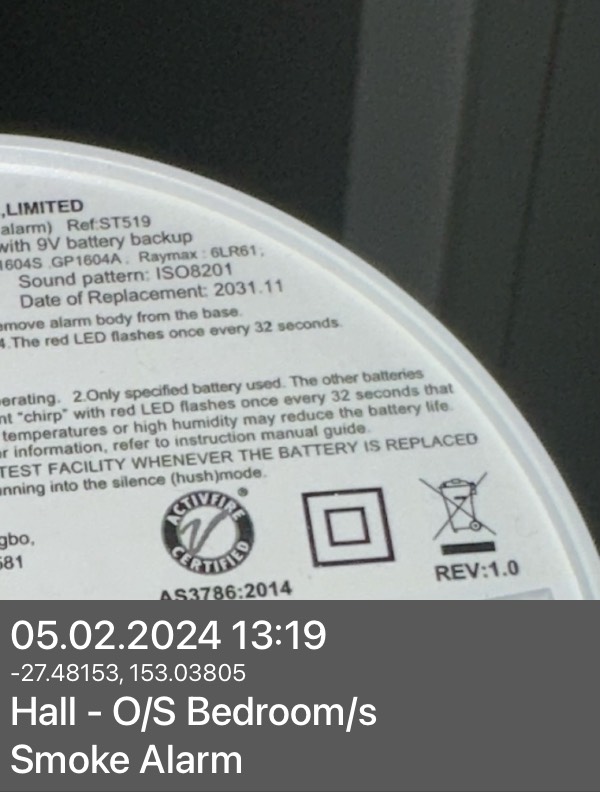 ,LIMITED
alarm) Ref:ST519
with 9V battery backup
1604S .GP1604A . Raymax : 6LR61;
Sound pattern: ISO8201
Date of Replacement: 2031.11
emove alarm body from the base.
4.The red LED flashes once every 32 seconds.
erating. 2.Only specified battery used. The other batteries
nt "chirp" with red LED flashes once every 32 seconds that
temperatures or high humidity may reduce the battery life.
r information, refer to instruction manual guide.
TEST FACILITY WHENEVER THE BATTERY IS REPLACED
unning into the silence (hush)mode.
ACTIVFIRE ®
CERTIFIED
gbo,
581
REV:1.0
AS3786:2014
05.02.2024 13:19
-27.48153, 153.03805
Hall - O/S Bedroom/s
Smoke Alarm